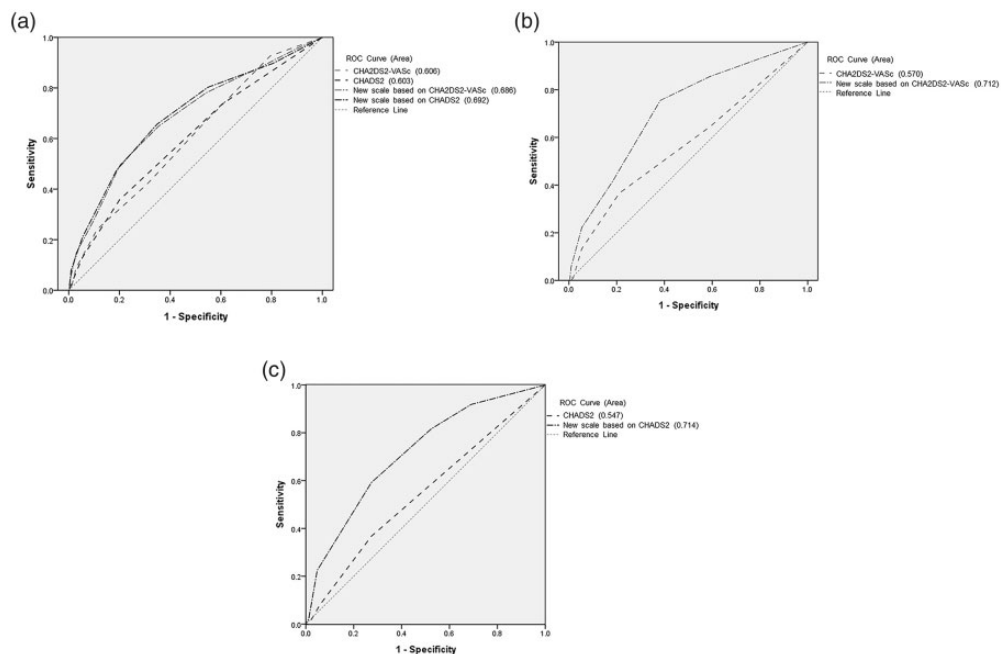 (a)
1.0
0.8
0.6
0.4
0.2
0.0
Sensitivity
0.0 0.2 0.4 0.6 0.8 1.0
1 - Specificity
ROC Curve (Area)
CHA2DS2-VASc (0.606)
CHADS2 (0.603)
New scale based on CHA2DS2-VASc (0.686)
New scale based on CHADS2 (0.692)
Reference Line
(b)
1.0
0.8
0.6
0.4
0.2
0.0
Sensitivity
0.0 0.2 0.4 0.6 0.8 1.0
1 - Specificity
ROC Curve (Area)
CHA2DS2-VASc (0.570)
New scale based on CHA2DS2-VASc (0.712)
Reference Line
(c)
1.0
0.8
0.6
0.4
0.2
0.0
Sensitivity
0.0 0.2 0.4 0.6 0.8 1.0
1 - Specificity
ROC Curve (Area)
CHADS2 (0.547)
New scale based on CHADS2 (0.714)
Reference Line